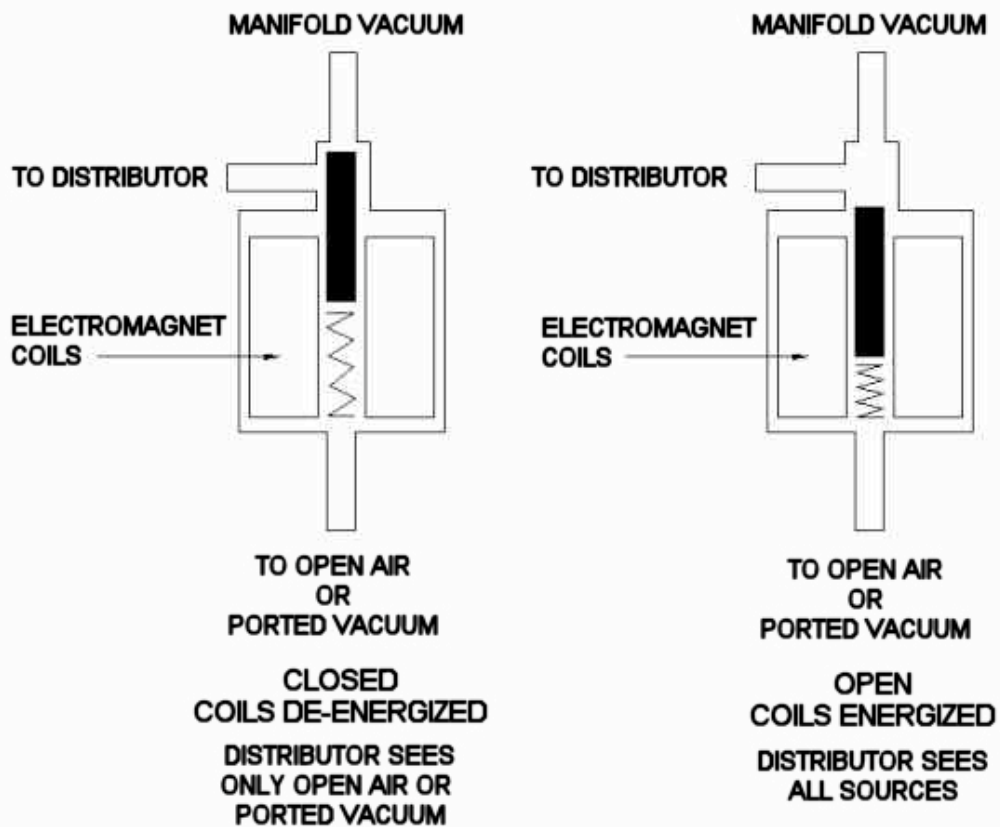 MANIFOLD VACUUM
TO DISTRIBUTOR
ELECTROMAGNET
COILS
TO OPEN AIR
OR
PORTED VACUUM
CLOSED
COILS DE-ENERGIZED
DISTRIBUTOR SEES
ONLY OPEN AIR OR
PORTED VACUUM
MANIFOLD VACUUM
TO DISTRIBUTOR
ELECTROMAGNET
COILS
TO OPEN AIR
OR
PORTED VACUUM
OPEN
COILS ENERGIZED
DISTRIBUTOR SEES
ALL SOURCES